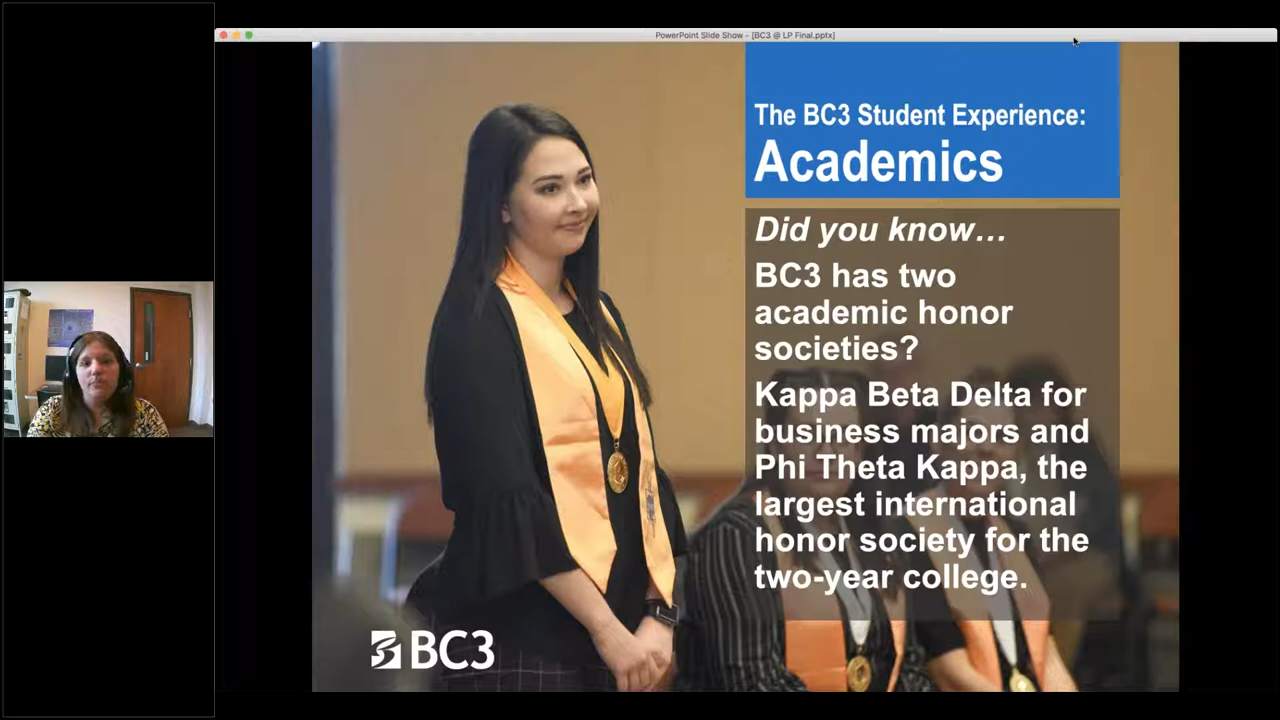 PowerPoint Slide Show - [BC3 @ LP Final.pptx]
The BC3 Student Experience:
Academics
Did you know…
BC3 has two
academic honor
societies?
Kappa Beta Delta for
business majors and
Phi Theta Kappa, the
largest international
honor society for the
two-year college.
BC3